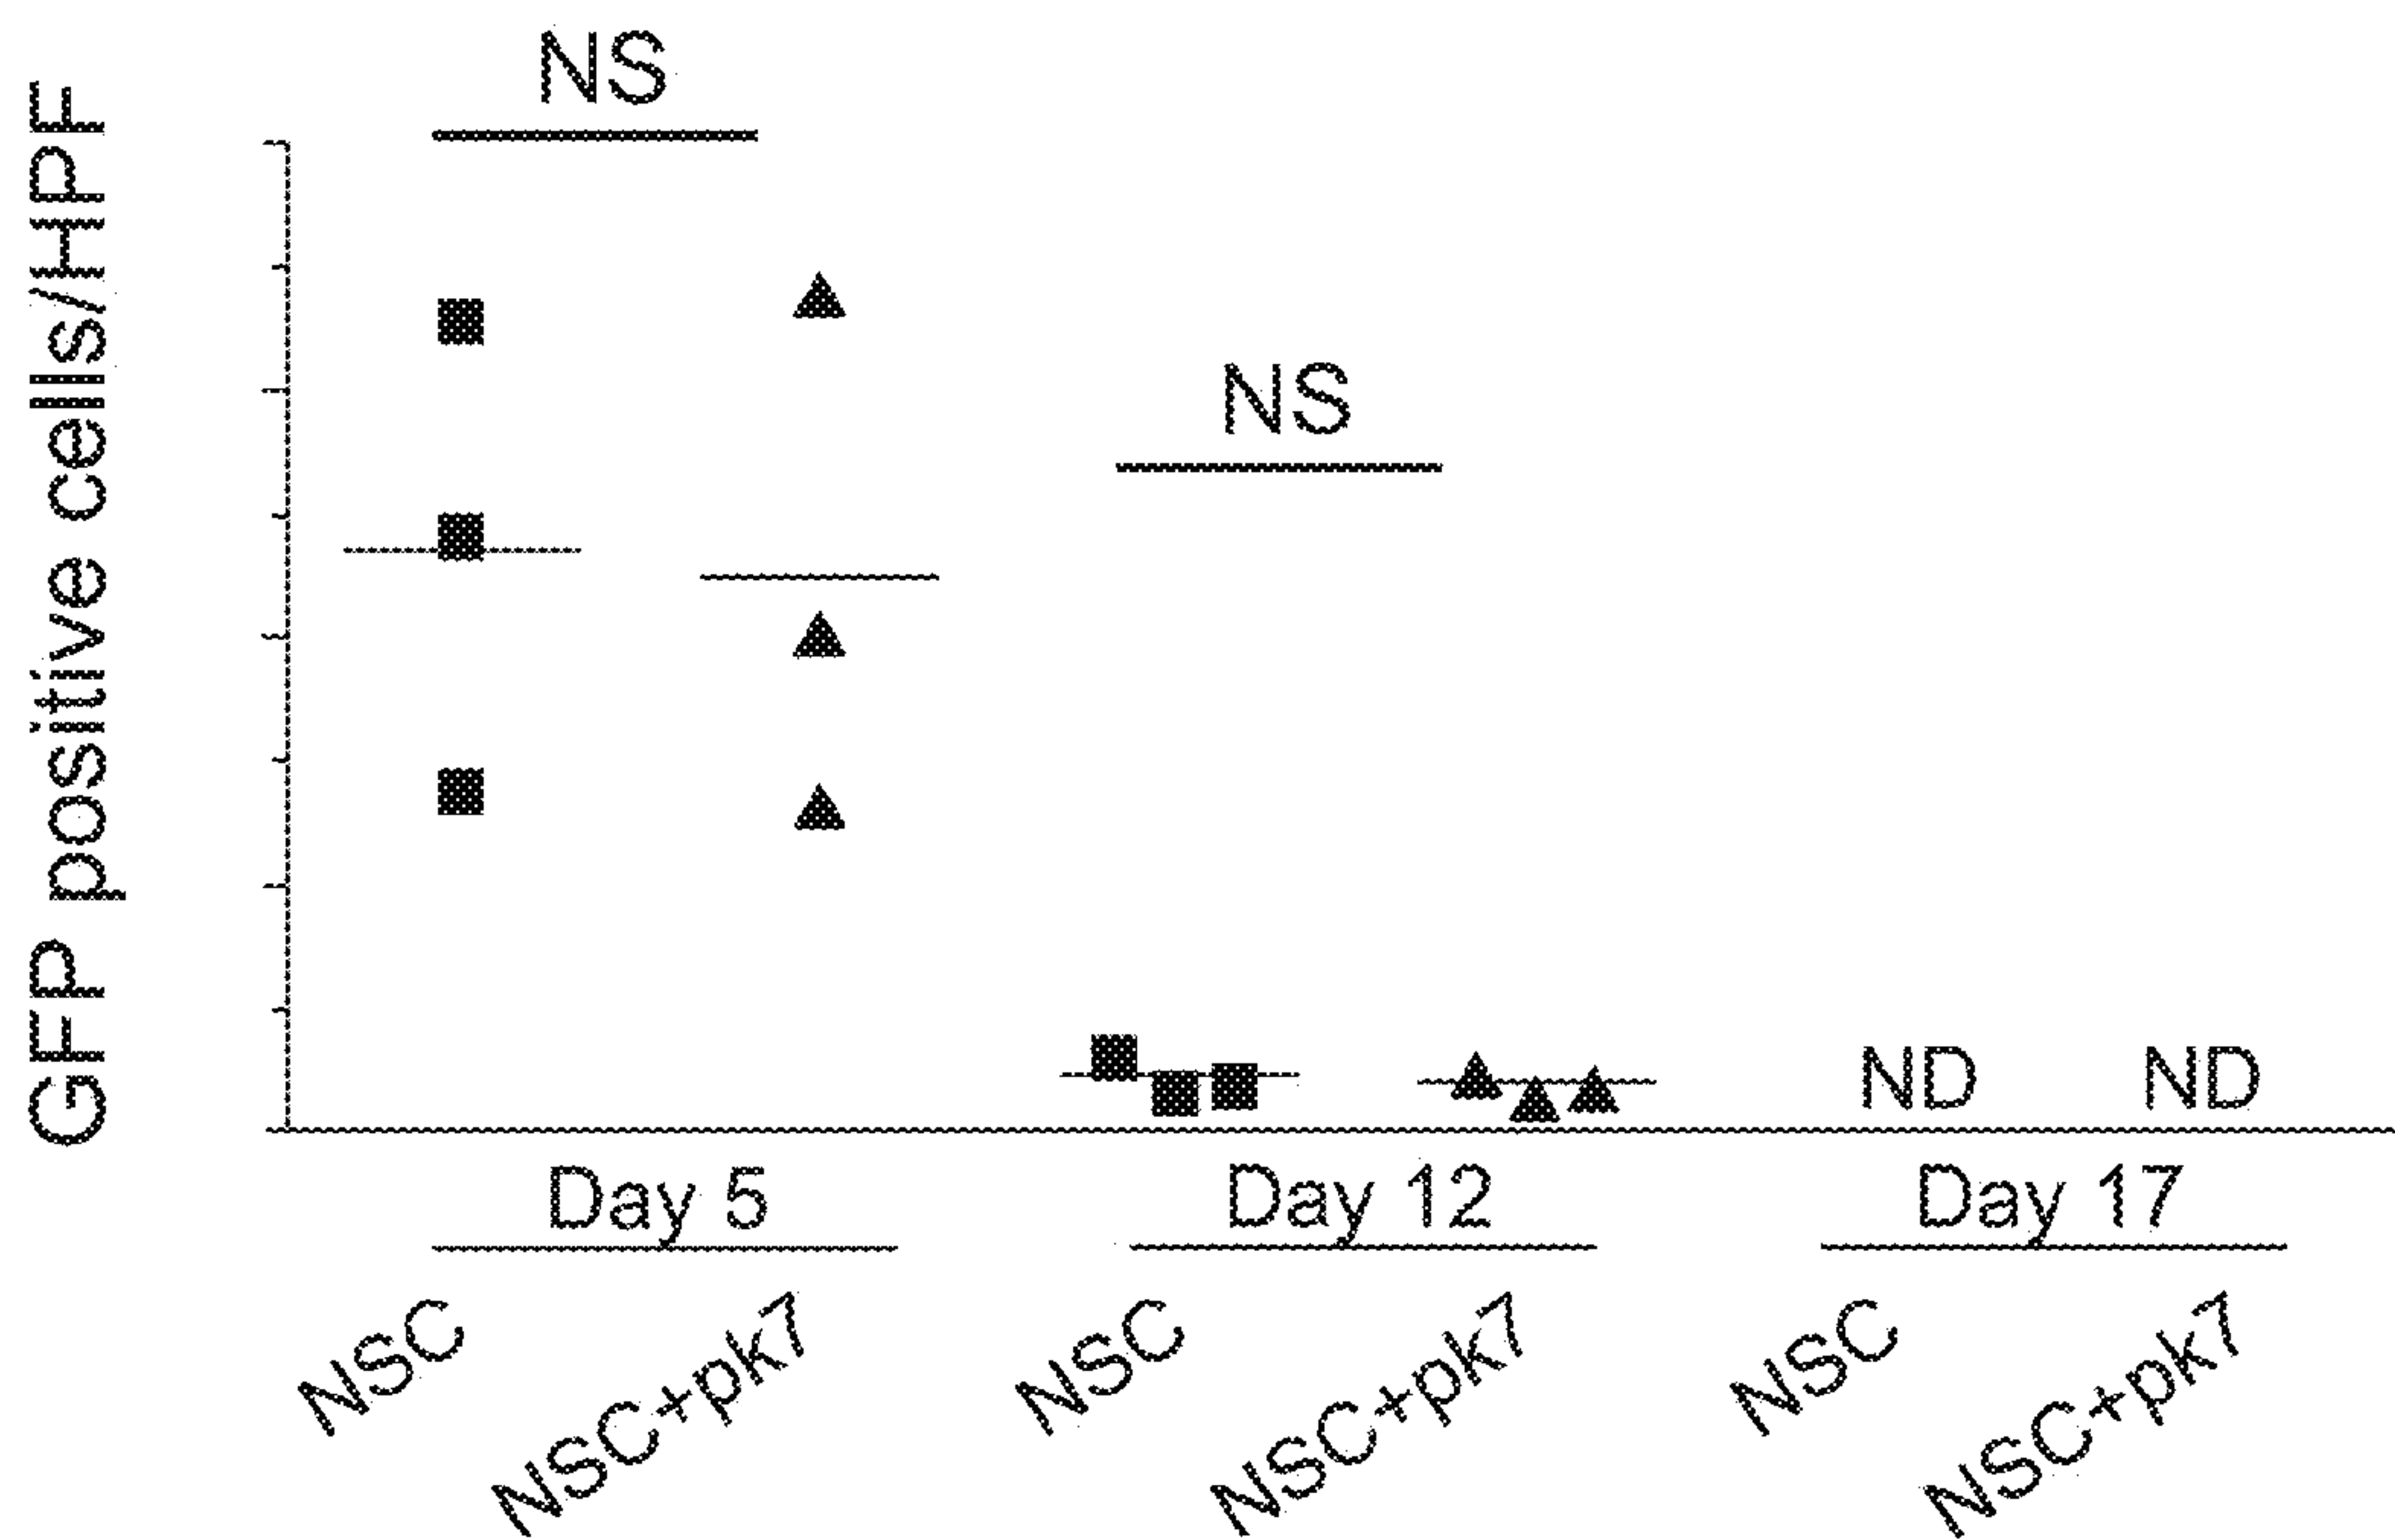 GFP positive cells/HPF
NS
NS
ND ND
Day 5 Day 12 Day 17
NSC NSC+pk7 NSC NSC+pk7 NSC NSC+pk7